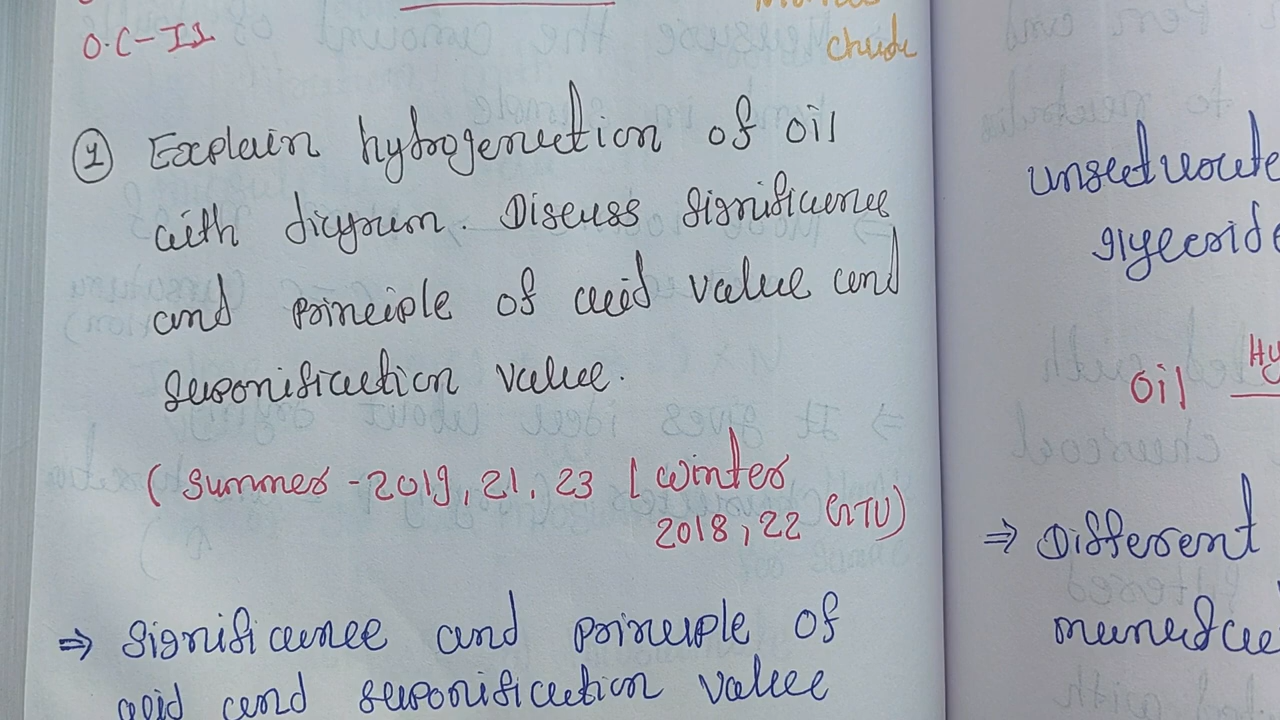 O.C-II
chude
1 Explain hydrogenation of oil
with diagram. Discuss significance
and principle of acid value and
saponification value.
(Summer - 2019, 21, 23 | Winter
2018, 22 GTU)
⇒ Significance and principle of
acid and saponification value
unsaturate
glyceride
Oil Hy
⇒ Different